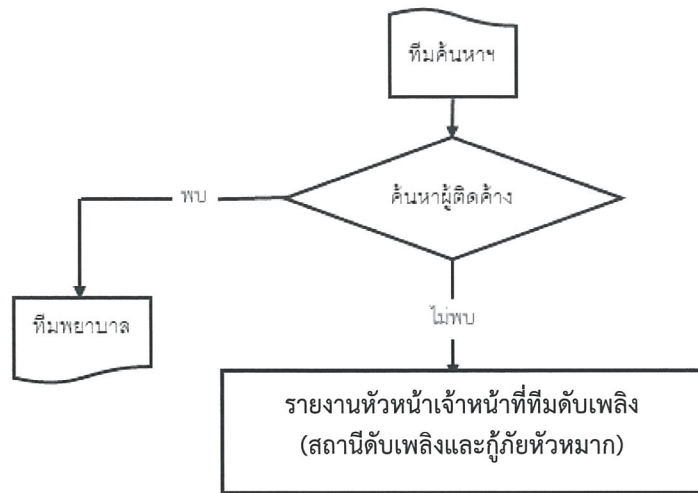 ทีมค้นหาฯ
ค้นหาผู้ติดค้าง
พบ
ทีมพยาบาล
ไม่พบ
รายงานหัวหน้าเจ้าหน้าที่ทีมดับเพลิง
(สถานีดับเพลิงและกู้ภัยหัวหมาก)